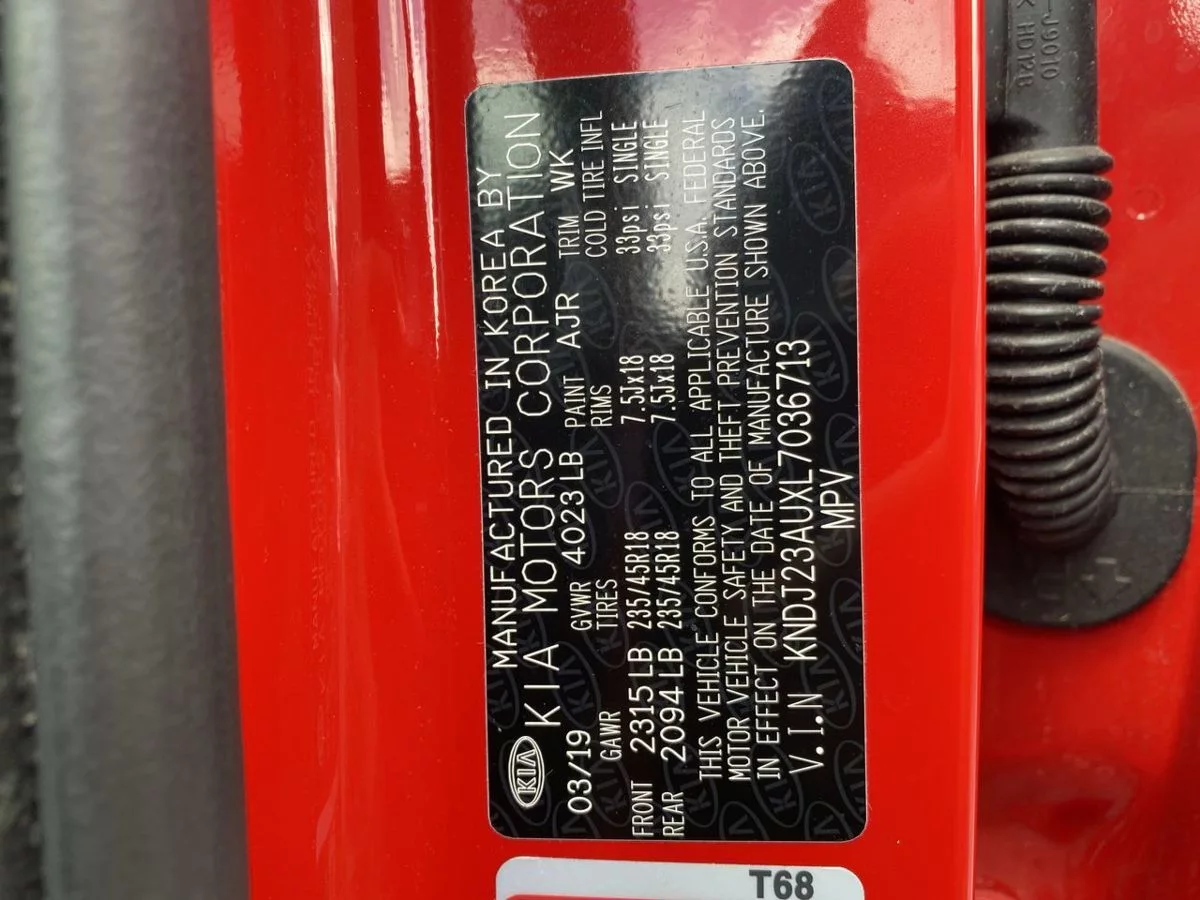 MANUFACTURED IN KOREA BY
KIA KIA MOTORS CORPORATION
03/19 GVWR 4023 LB PAINT AJR TRIM WK
GAWR TIRES RIMS COLD TIRE INFL
FRONT 2315 LB 235/45R18 7.5Jx18 33psi SINGLE
REAR 2094 LB 235/45R18 7.5Jx18 33psi SINGLE
THIS VEHICLE CONFORMS TO ALL APPLICABLE U.S.A. FEDERAL
MOTOR VEHICLE SAFETY AND THEFT PREVENTION STANDARDS
IN EFFECT ON THE DATE OF MANUFACTURE SHOWN ABOVE.
V.I.N KNDJ23AUXL7036713
MPV
T68
-J9010
HD128